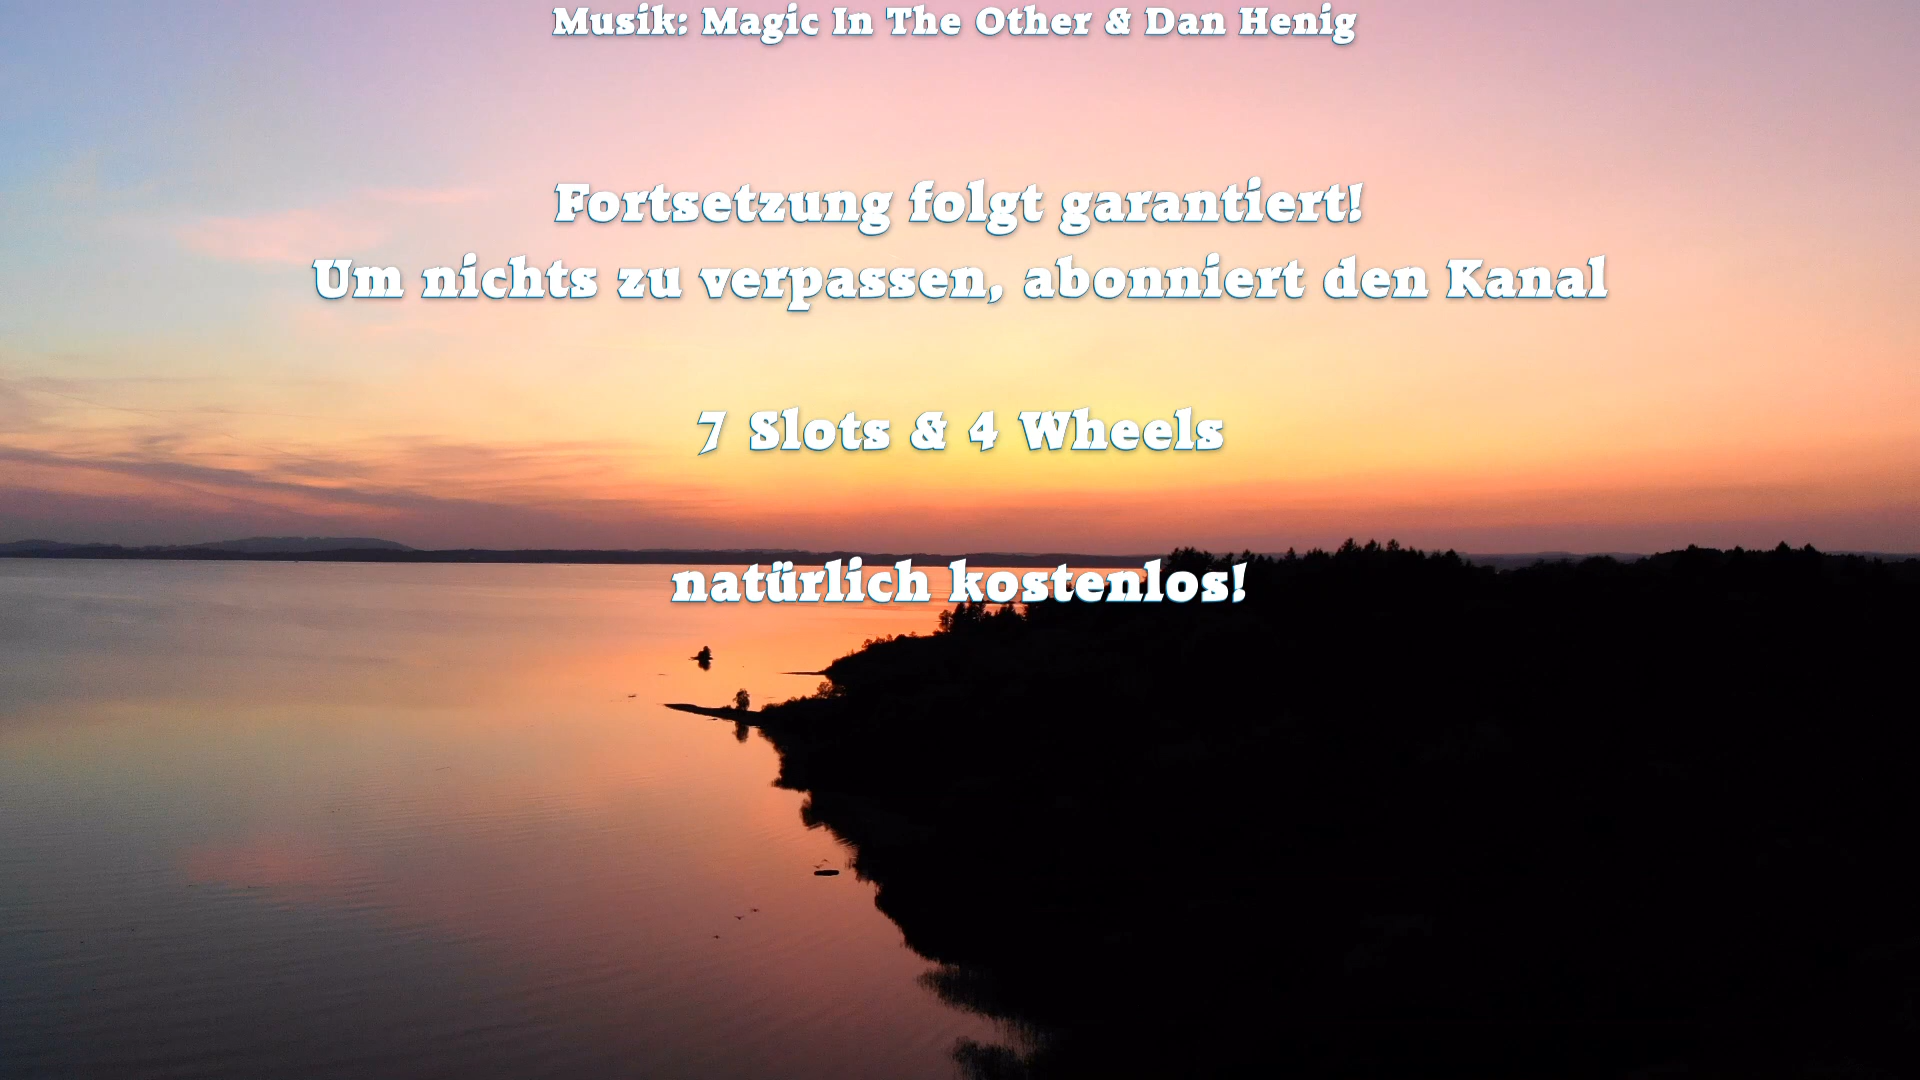 Musik: Magic In The Other & Dan Henig
Fortsetzung folgt garantiert!
Um nichts zu verpassen, abonniert den Kanal
7 Slots & 4 Wheels
natürlich kostenlos!